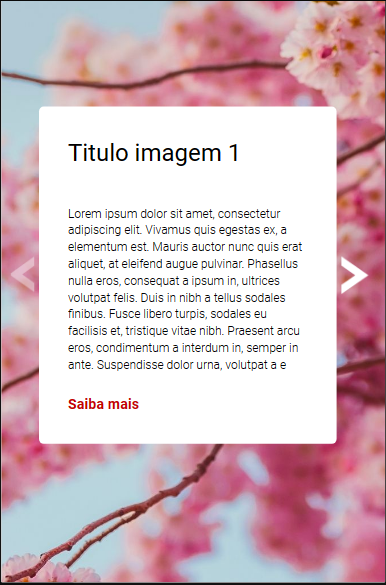 Titulo imagem 1
Lorem ipsum dolor sit amet, consectetur
adipiscing elit. Vivamus quis egestas ex, a
elementum est. Mauris auctor nunc quis erat
aliquet, at eleifend augue pulvinar. Phasellus
nulla eros, consequat a ipsum in, ultrices
volutpat felis. Duis in nibh a tellus sodales
finibus. Fusce libero turpis, sodales eu
facilisis et, tristique vitae nibh. Praesent arcu
eros, condimentum a interdum in, semper in
ante. Suspendisse dolor urna, volutpat a e
Saiba mais